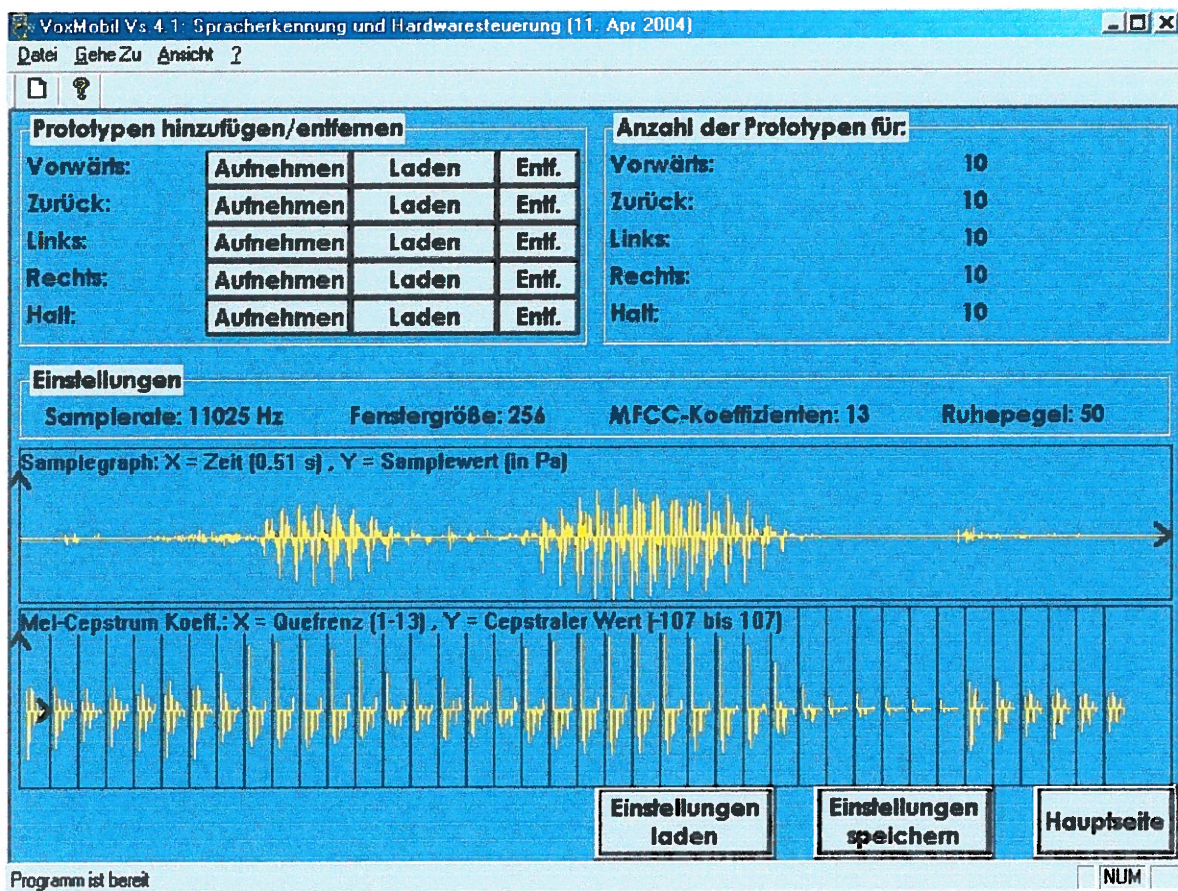 VoxMobil Vs.4.1: Spracherkennung und Hardwaresteuerung (11. Apr 2004)
Datei Gehe Zu Ansicht ?
Prototypen hinzufügen/entfernen
Vorwärts: Aufnehmen Laden Entf.
Zurück: Aufnehmen Laden Entf.
Links: Aufnehmen Laden Entf.
Rechts: Aufnehmen Laden Entf.
Halt: Aufnehmen Laden Entf.
Anzahl der Prototypen für:
Vorwärts: 10
Zurück: 10
Links: 10
Rechts: 10
Halt: 10
Einstellungen
Samplerate: 11025 Hz Fenstergröße: 256 MFCC-Koeffizienten: 13 Ruhepegel: 50
Samplegraph: X = Zeit (0.51 s) , Y = Samplewert (in Pa)
Mel-Cepstrum Koeff.: X = Quefrenz (1-13) , Y = Cepstraler Wert (-107 bis 107)
Einstellungen
laden
Einstellungen
speichern
Hauptseite
Programm ist bereit NUM